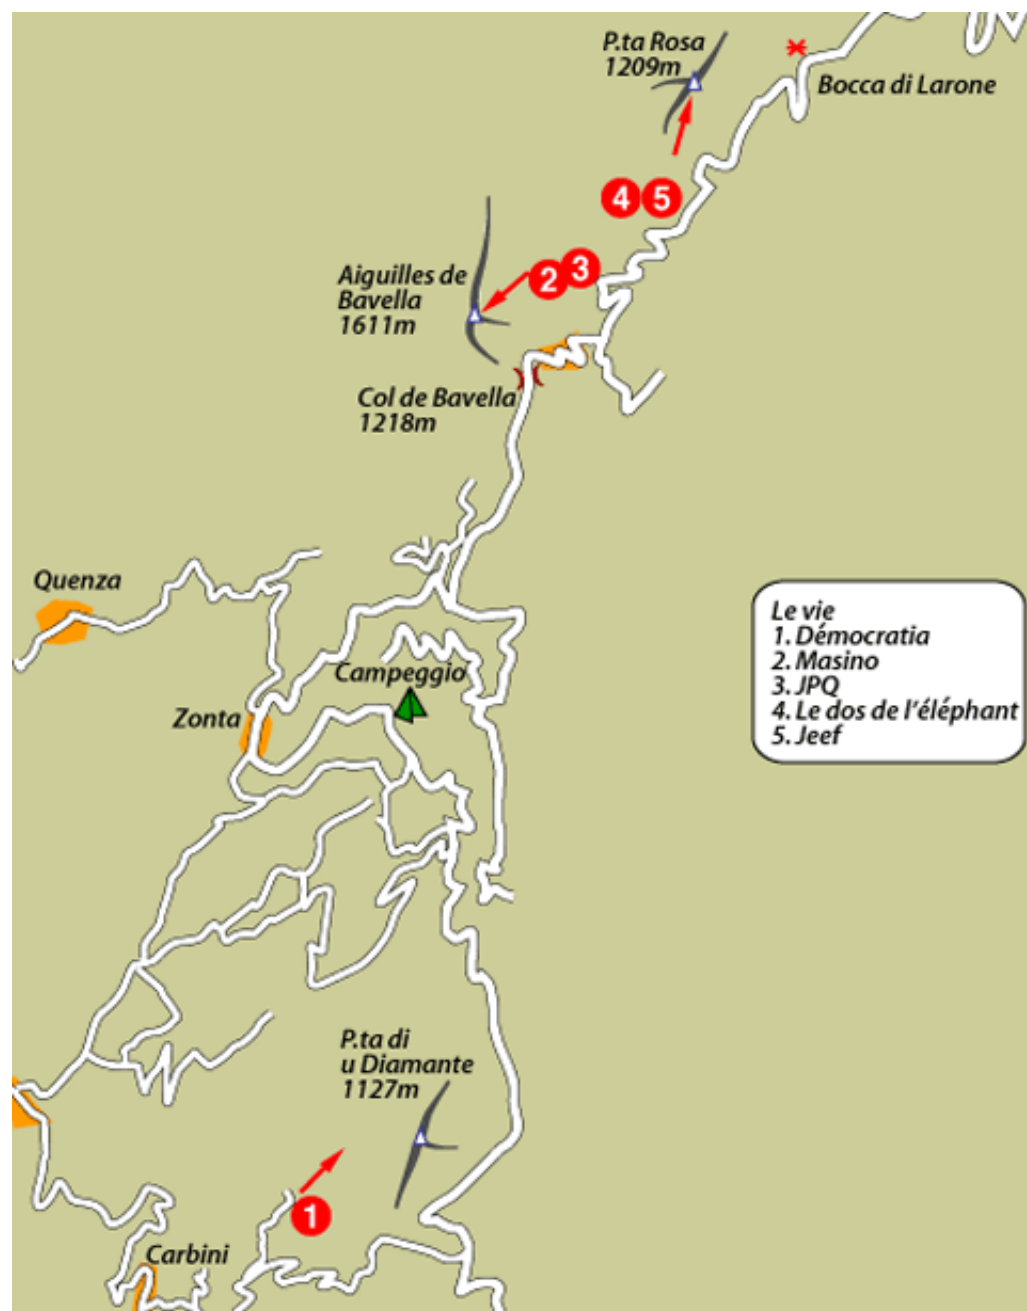 P.ta Rosa
1209m
Bocca di Larone
4 5
Aiguilles de
Bavella
1611m
2 3
Col de Bavella
1218m
Quenza
Le vie
1. Démocratia
2. Masino
3. JPQ
4. Le dos de l'éléphant
5. Jeef
Campeggio
Zonta
P.ta di
u Diamante
1127m
1
Carbini